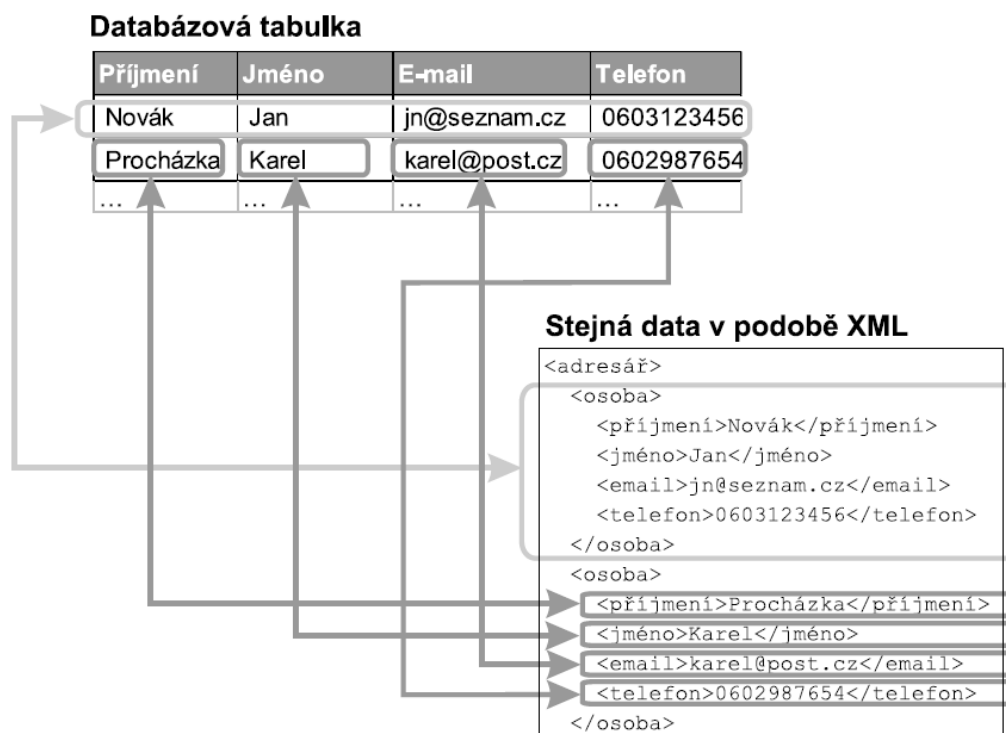 Databázová tabulka
Příjmení Jméno E-mail Telefon
Novák Jan jn@seznam.cz 0603123456
Procházka Karel karel@post.cz 0602987654
... ... ... ...
Stejná data v podobě XML
<adresář>
<osoba>
<příjmení>Novák</příjmení>
<jméno>Jan</jméno>
<email>jn@seznam.cz</email>
<telefon>0603123456</telefon>
</osoba>
<osoba>
<příjmení>Procházka</příjmení>
<jméno>Karel</jméno>
<email>karel@post.cz</email>
<telefon>0602987654</telefon>
</osoba>